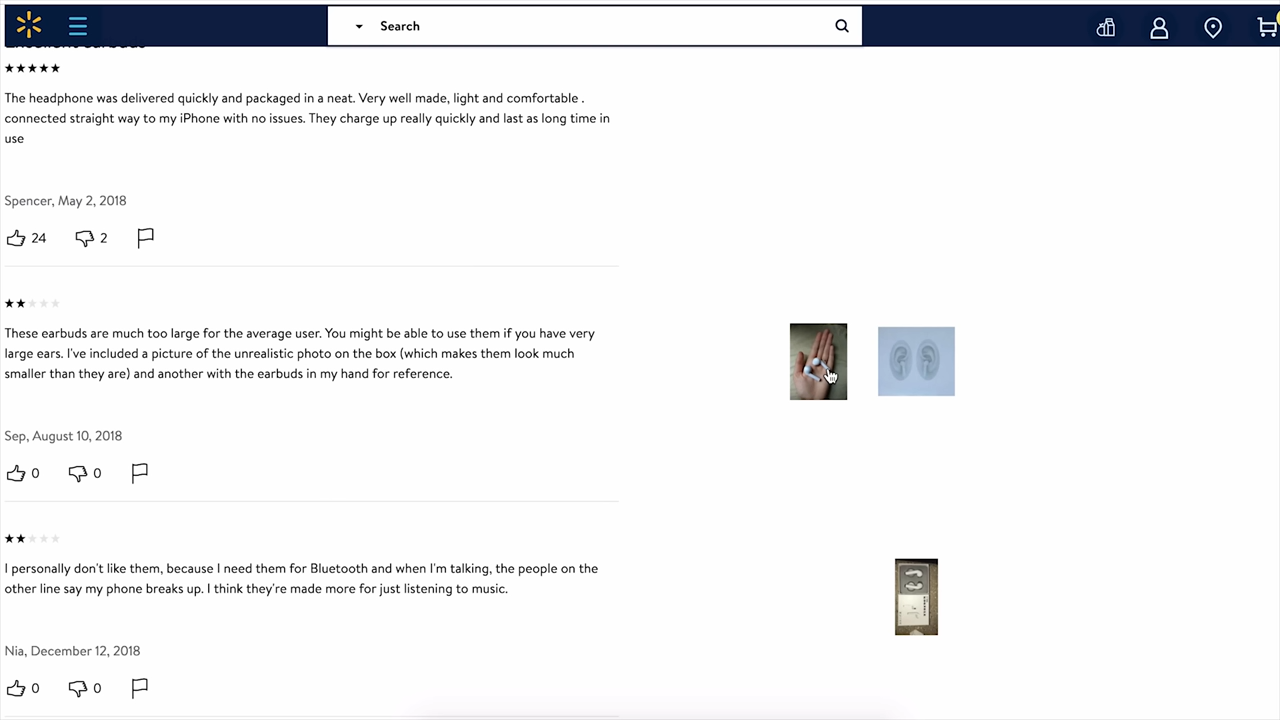 Search
Excellent earbuds
The headphone was delivered quickly and packaged in a neat. Very well made, light and comfortable .
connected straight way to my iPhone with no issues. They charge up really quickly and last as long time in
use
Spencer, May 2, 2018
24 2
These earbuds are much too large for the average user. You might be able to use them if you have very
large ears. I've included a picture of the unrealistic photo on the box (which makes them look much
smaller than they are) and another with the earbuds in my hand for reference.
Sep, August 10, 2018
0 0
I personally don't like them, because I need them for Bluetooth and when I'm talking, the people on the
other line say my phone breaks up. I think they're made more for just listening to music.
Nia, December 12, 2018
0 0